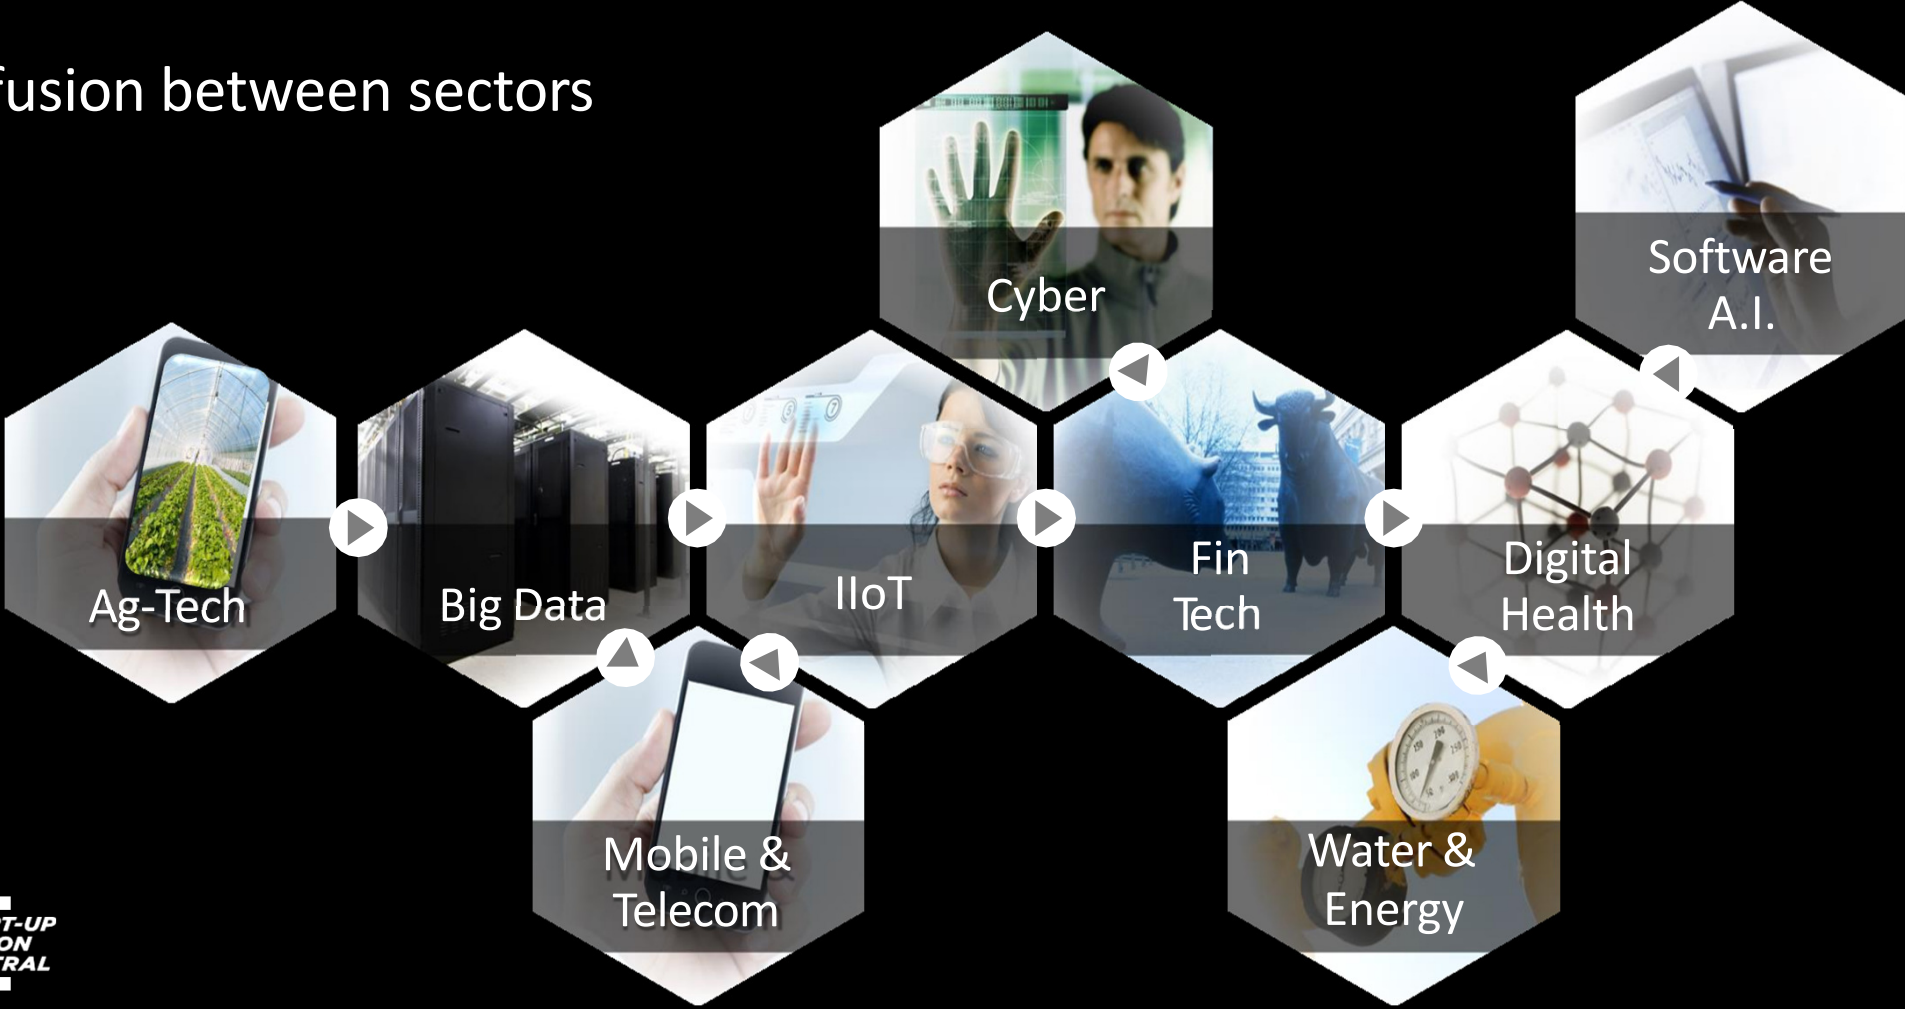 fusion between sectors
Cyber
Software
A.I.
Ag-Tech
Big Data
IIoT
Fin
Tech
Digital
Health
Mobile &
Telecom
Water &
Energy
T-UP
ON
TRAL